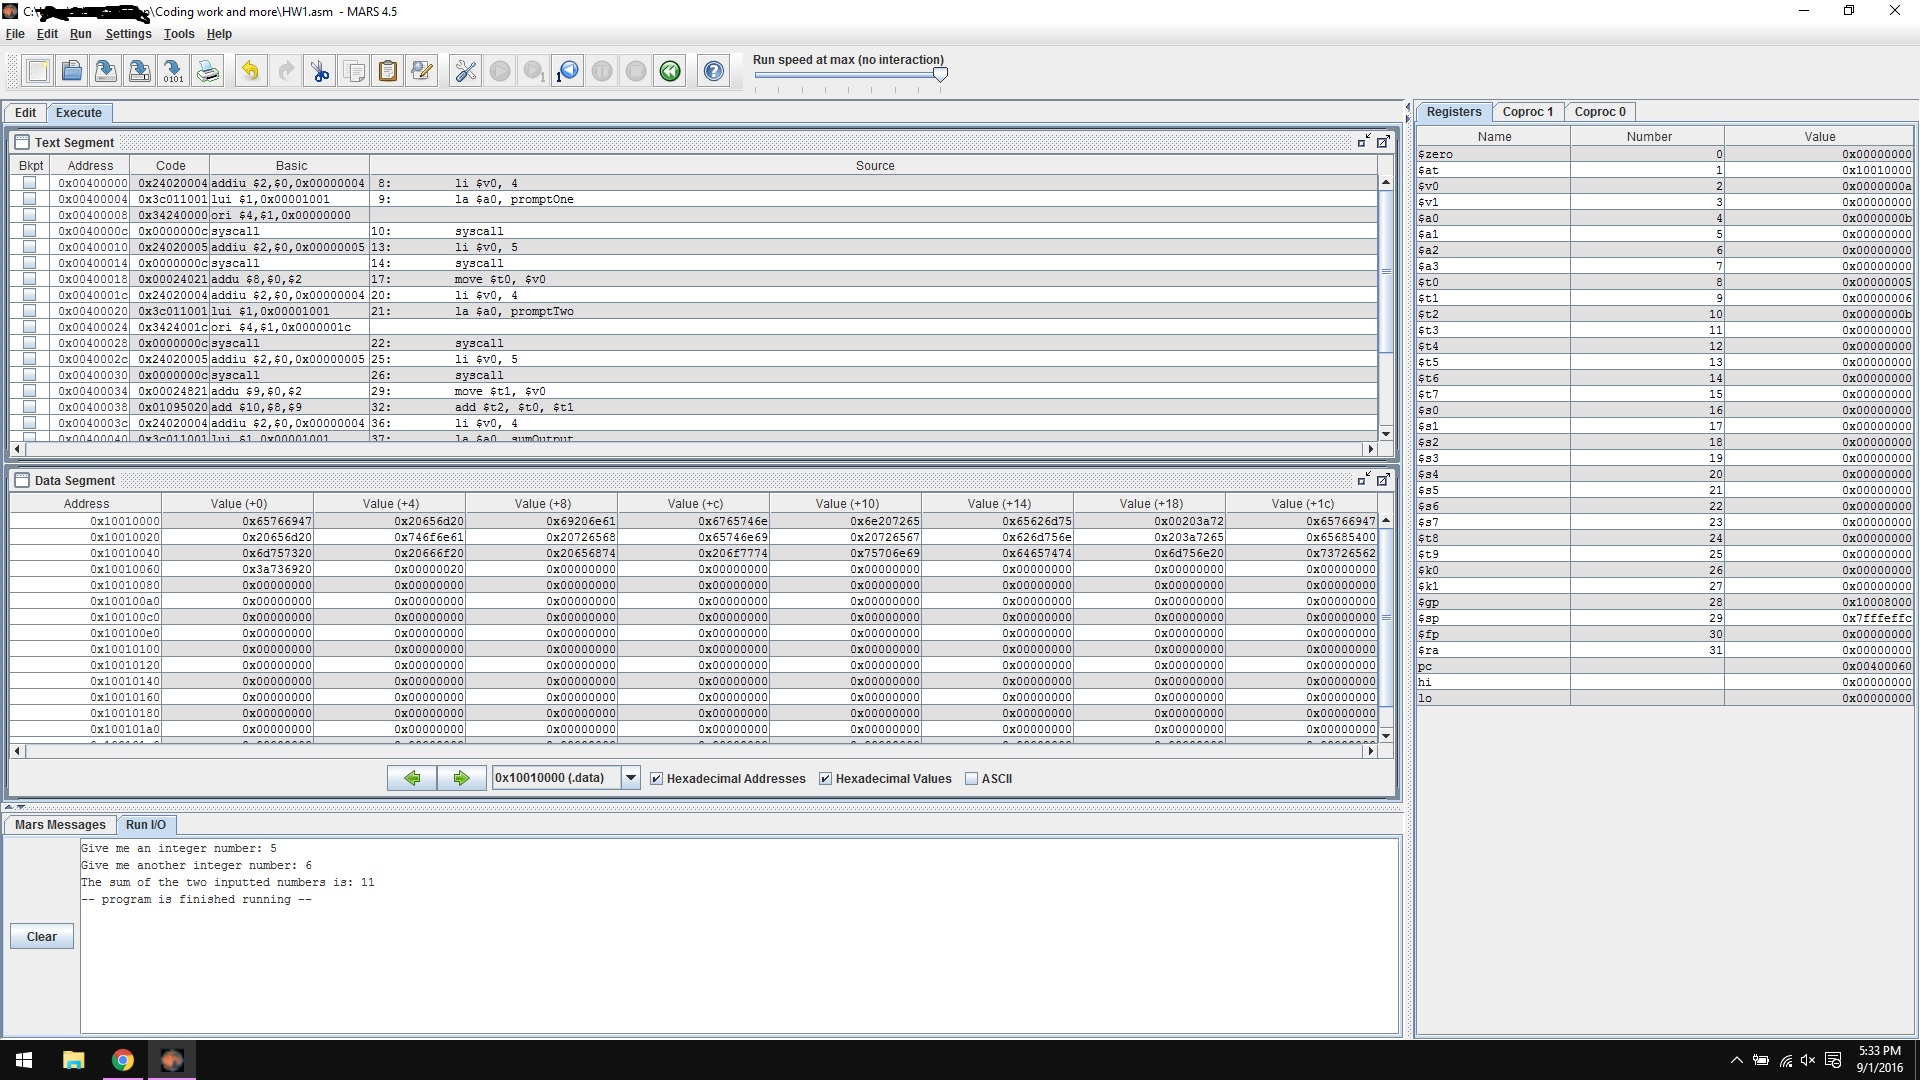 C:\ \Coding work and more\HW1.asm - MARS 4.5
File Edit Run Settings Tools Help
Run speed at max (no interaction)
Edit Execute
Text Segment
Bkpt Address Code Basic Source
0x00400000 0x24020004 addiu $2,$0,0x00000004 8: li $v0, 4
0x00400004 0x3c011001 lui $1,0x00001001 9: la $a0, promptOne
0x00400008 0x34240000 ori $4,$1,0x00000000
0x0040000c 0x0000000c syscall 10: syscall
0x00400010 0x24020005 addiu $2,$0,0x00000005 13: li $v0, 5
0x00400014 0x0000000c syscall 14: syscall
0x00400018 0x00024021 addu $8,$0,$2 17: move $t0, $v0
0x0040001c 0x24020004 addiu $2,$0,0x00000004 20: li $v0, 4
0x00400020 0x3c011001 lui $1,0x00001001 21: la $a0, promptTwo
0x00400024 0x3424001c ori $4,$1,0x0000001c
0x00400028 0x0000000c syscall 22: syscall
0x0040002c 0x24020005 addiu $2,$0,0x00000005 25: li $v0, 5
0x00400030 0x0000000c syscall 26: syscall
0x00400034 0x00024821 addu $9,$0,$2 29: move $t1, $v0
0x00400038 0x01095020 add $10,$8,$9 32: add $t2, $t0, $t1
0x0040003c 0x24020004 addiu $2,$0,0x00000004 36: li $v0, 4
0x00400040 0x3c011001 lui $1,0x00001001 37: la $a0, sumOutput
Data Segment
Address Value (+0) Value (+4) Value (+8) Value (+c) Value (+10) Value (+14) Value (+18) Value (+1c)
0x10010000 0x65766947 0x20656d20 0x69206e61 0x6765746e 0x6e207265 0x65626d75 0x00203a72 0x65766947
0x10010020 0x20656d20 0x746f6e61 0x20726568 0x65746e69 0x20726567 0x626d756e 0x203a7265 0x65685400
0x10010040 0x6d757320 0x20666f20 0x20656874 0x206f7774 0x75706e69 0x64657474 0x6d756e20 0x73726562
0x10010060 0x3a736920 0x00000020 0x00000000 0x00000000 0x00000000 0x00000000 0x00000000 0x00000000
0x10010080 0x00000000 0x00000000 0x00000000 0x00000000 0x00000000 0x00000000 0x00000000 0x00000000
0x100100a0 0x00000000 0x00000000 0x00000000 0x00000000 0x00000000 0x00000000 0x00000000 0x00000000
0x100100c0 0x00000000 0x00000000 0x00000000 0x00000000 0x00000000 0x00000000 0x00000000 0x00000000
0x100100e0 0x00000000 0x00000000 0x00000000 0x00000000 0x00000000 0x00000000 0x00000000 0x00000000
0x10010100 0x00000000 0x00000000 0x00000000 0x00000000 0x00000000 0x00000000 0x00000000 0x00000000
0x10010120 0x00000000 0x00000000 0x00000000 0x00000000 0x00000000 0x00000000 0x00000000 0x00000000
0x10010140 0x00000000 0x00000000 0x00000000 0x00000000 0x00000000 0x00000000 0x00000000 0x00000000
0x10010160 0x00000000 0x00000000 0x00000000 0x00000000 0x00000000 0x00000000 0x00000000 0x00000000
0x10010180 0x00000000 0x00000000 0x00000000 0x00000000 0x00000000 0x00000000 0x00000000 0x00000000
0x100101a0 0x00000000 0x00000000 0x00000000 0x00000000 0x00000000 0x00000000 0x00000000 0x00000000
0x10010000 (.data) Hexadecimal Addresses Hexadecimal Values ASCII
Mars Messages Run I/O
Give me an integer number: 5
Give me another integer number: 6
The sum of the two inputted numbers is: 11
-- program is finished running --
Clear
Registers Coproc 1 Coproc 0
Name Number Value
$zero 0 0x00000000
$at 1 0x10010000
$v0 2 0x0000000a
$v1 3 0x00000000
$a0 4 0x0000000b
$a1 5 0x00000000
$a2 6 0x00000000
$a3 7 0x00000000
$t0 8 0x00000005
$t1 9 0x00000006
$t2 10 0x0000000b
$t3 11 0x00000000
$t4 12 0x00000000
$t5 13 0x00000000
$t6 14 0x00000000
$t7 15 0x00000000
$s0 16 0x00000000
$s1 17 0x00000000
$s2 18 0x00000000
$s3 19 0x00000000
$s4 20 0x00000000
$s5 21 0x00000000
$s6 22 0x00000000
$s7 23 0x00000000
$t8 24 0x00000000
$t9 25 0x00000000
$k0 26 0x00000000
$k1 27 0x00000000
$gp 28 0x10008000
$sp 29 0x7fffeffc
$fp 30 0x00000000
$ra 31 0x00000000
pc 0x00400060
hi 0x00000000
lo 0x00000000
5:33 PM
9/1/2016